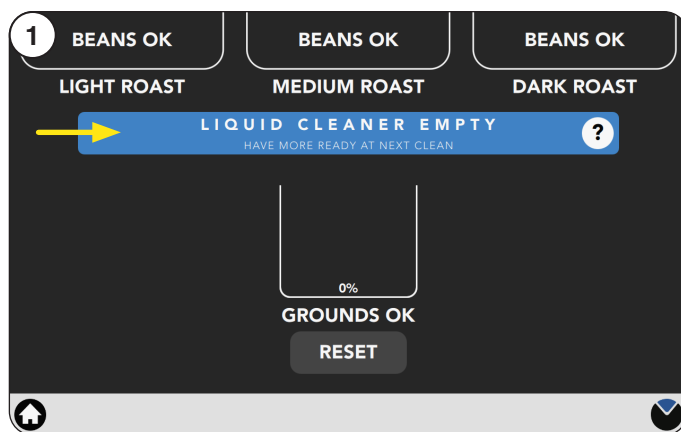 1
BEANS OK BEANS OK BEANS OK
LIGHT ROAST MEDIUM ROAST DARK ROAST
LIQUID CLEANER EMPTY
HAVE MORE READY AT NEXT CLEAN
?
0%
GROUNDS OK
RESET